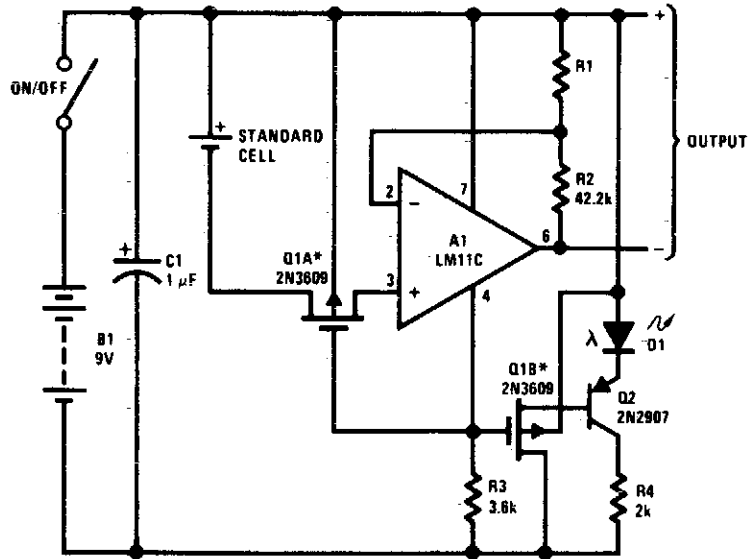 +
R1
ON/OFF
+
STANDARD
CELL
OUTPUT
R2
42.2k
2
−
7
A1
LM11C
6
−
+
C1
1 μF
Q1A*
2N3609
3
+
4
B1
9V
λ
D1
Q1B*
2N3609
Q2
2N2907
R3
3.6k
R4
2k